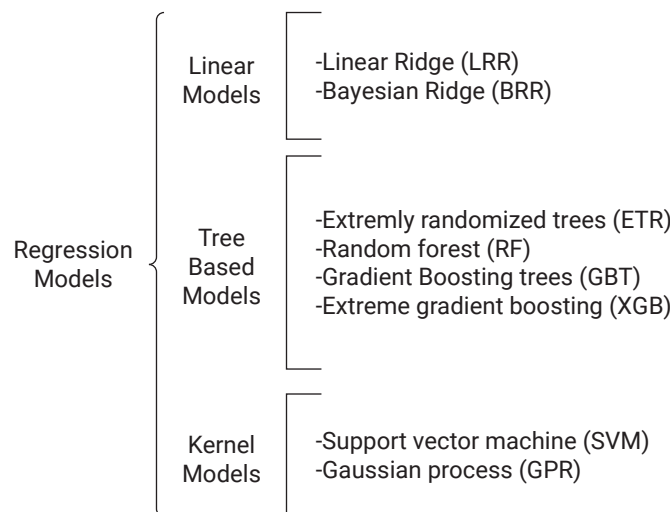 Regression
Models
Linear
Models
-Linear Ridge (LRR)
-Bayesian Ridge (BRR)
Tree
Based
Models
-Extremly randomized trees (ETR)
-Random forest (RF)
-Gradient Boosting trees (GBT)
-Extreme gradient boosting (XGB)
Kernel
Models
-Support vector machine (SVM)
-Gaussian process (GPR)